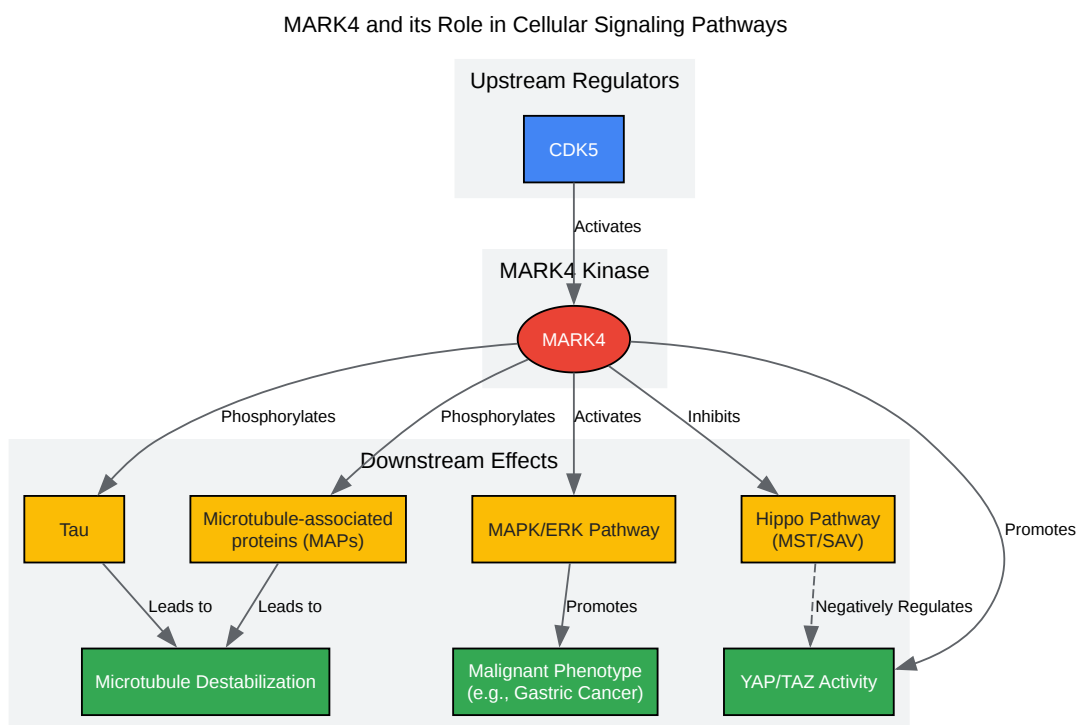 MARK4 and its Role in Cellular Signaling Pathways
Upstream Regulators
CDK5
Activates
MARK4 Kinase
MARK4
Phosphorylates
Phosphorylates
Activates
Inhibits
Downstream Effects
Tau
Microtubule-associated
proteins (MAPs)
MAPK/ERK Pathway
Hippo Pathway
(MST/SAV)
Promotes
Leads to
Leads to
Promotes
Negatively Regulates
Microtubule Destabilization
Malignant Phenotype
(e.g., Gastric Cancer)
YAP/TAZ Activity